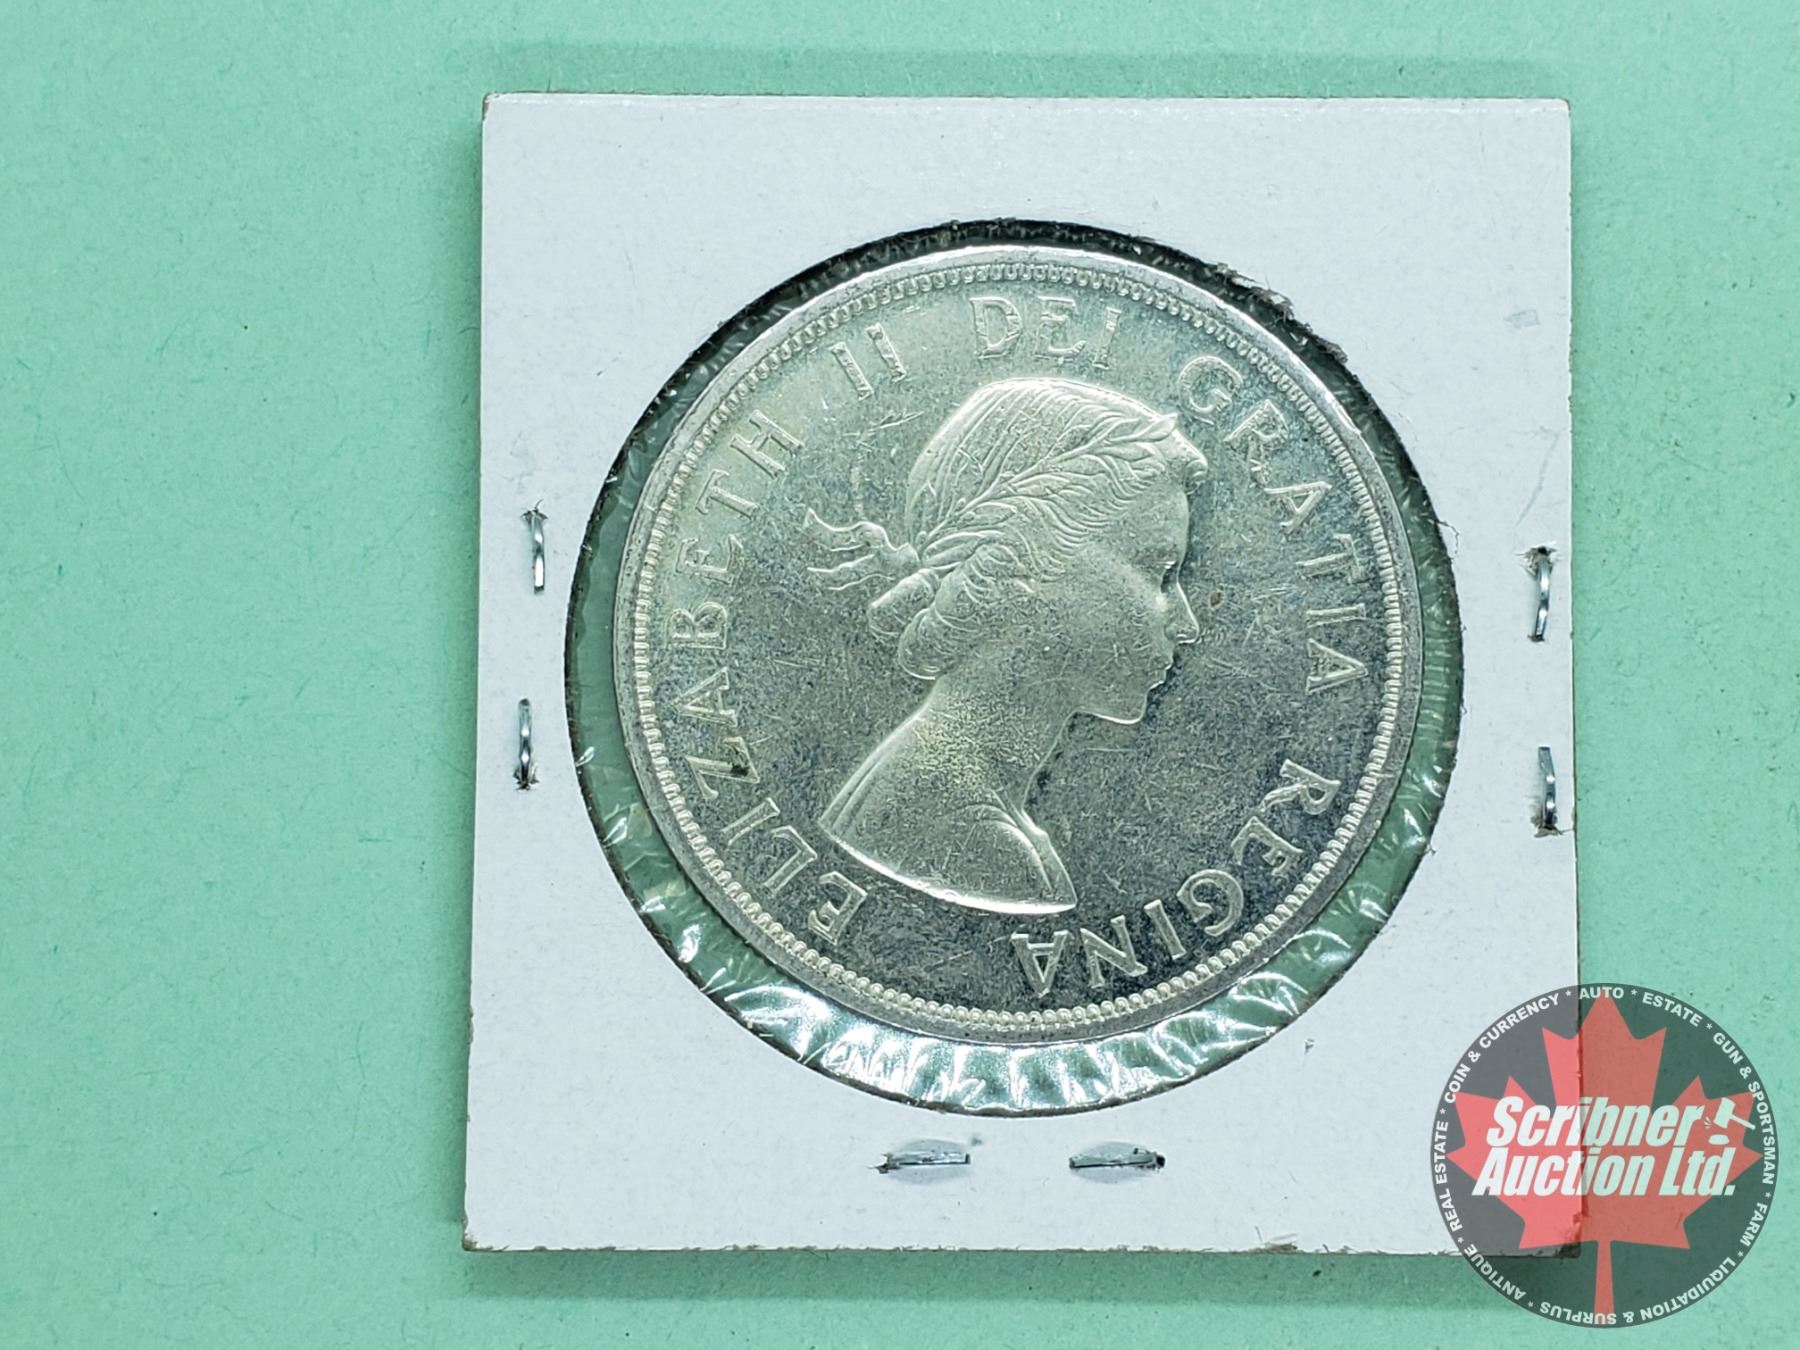 ELIZABETH II DEI GRATIA REGINA
Scribner
Auction Ltd.
REAL ESTATE * COIN & CURRENCY * AUTO * ESTATE * GUN & SPORTSMAN * FARM * LIQUIDATION & SURPLUS * ANTIQUE *